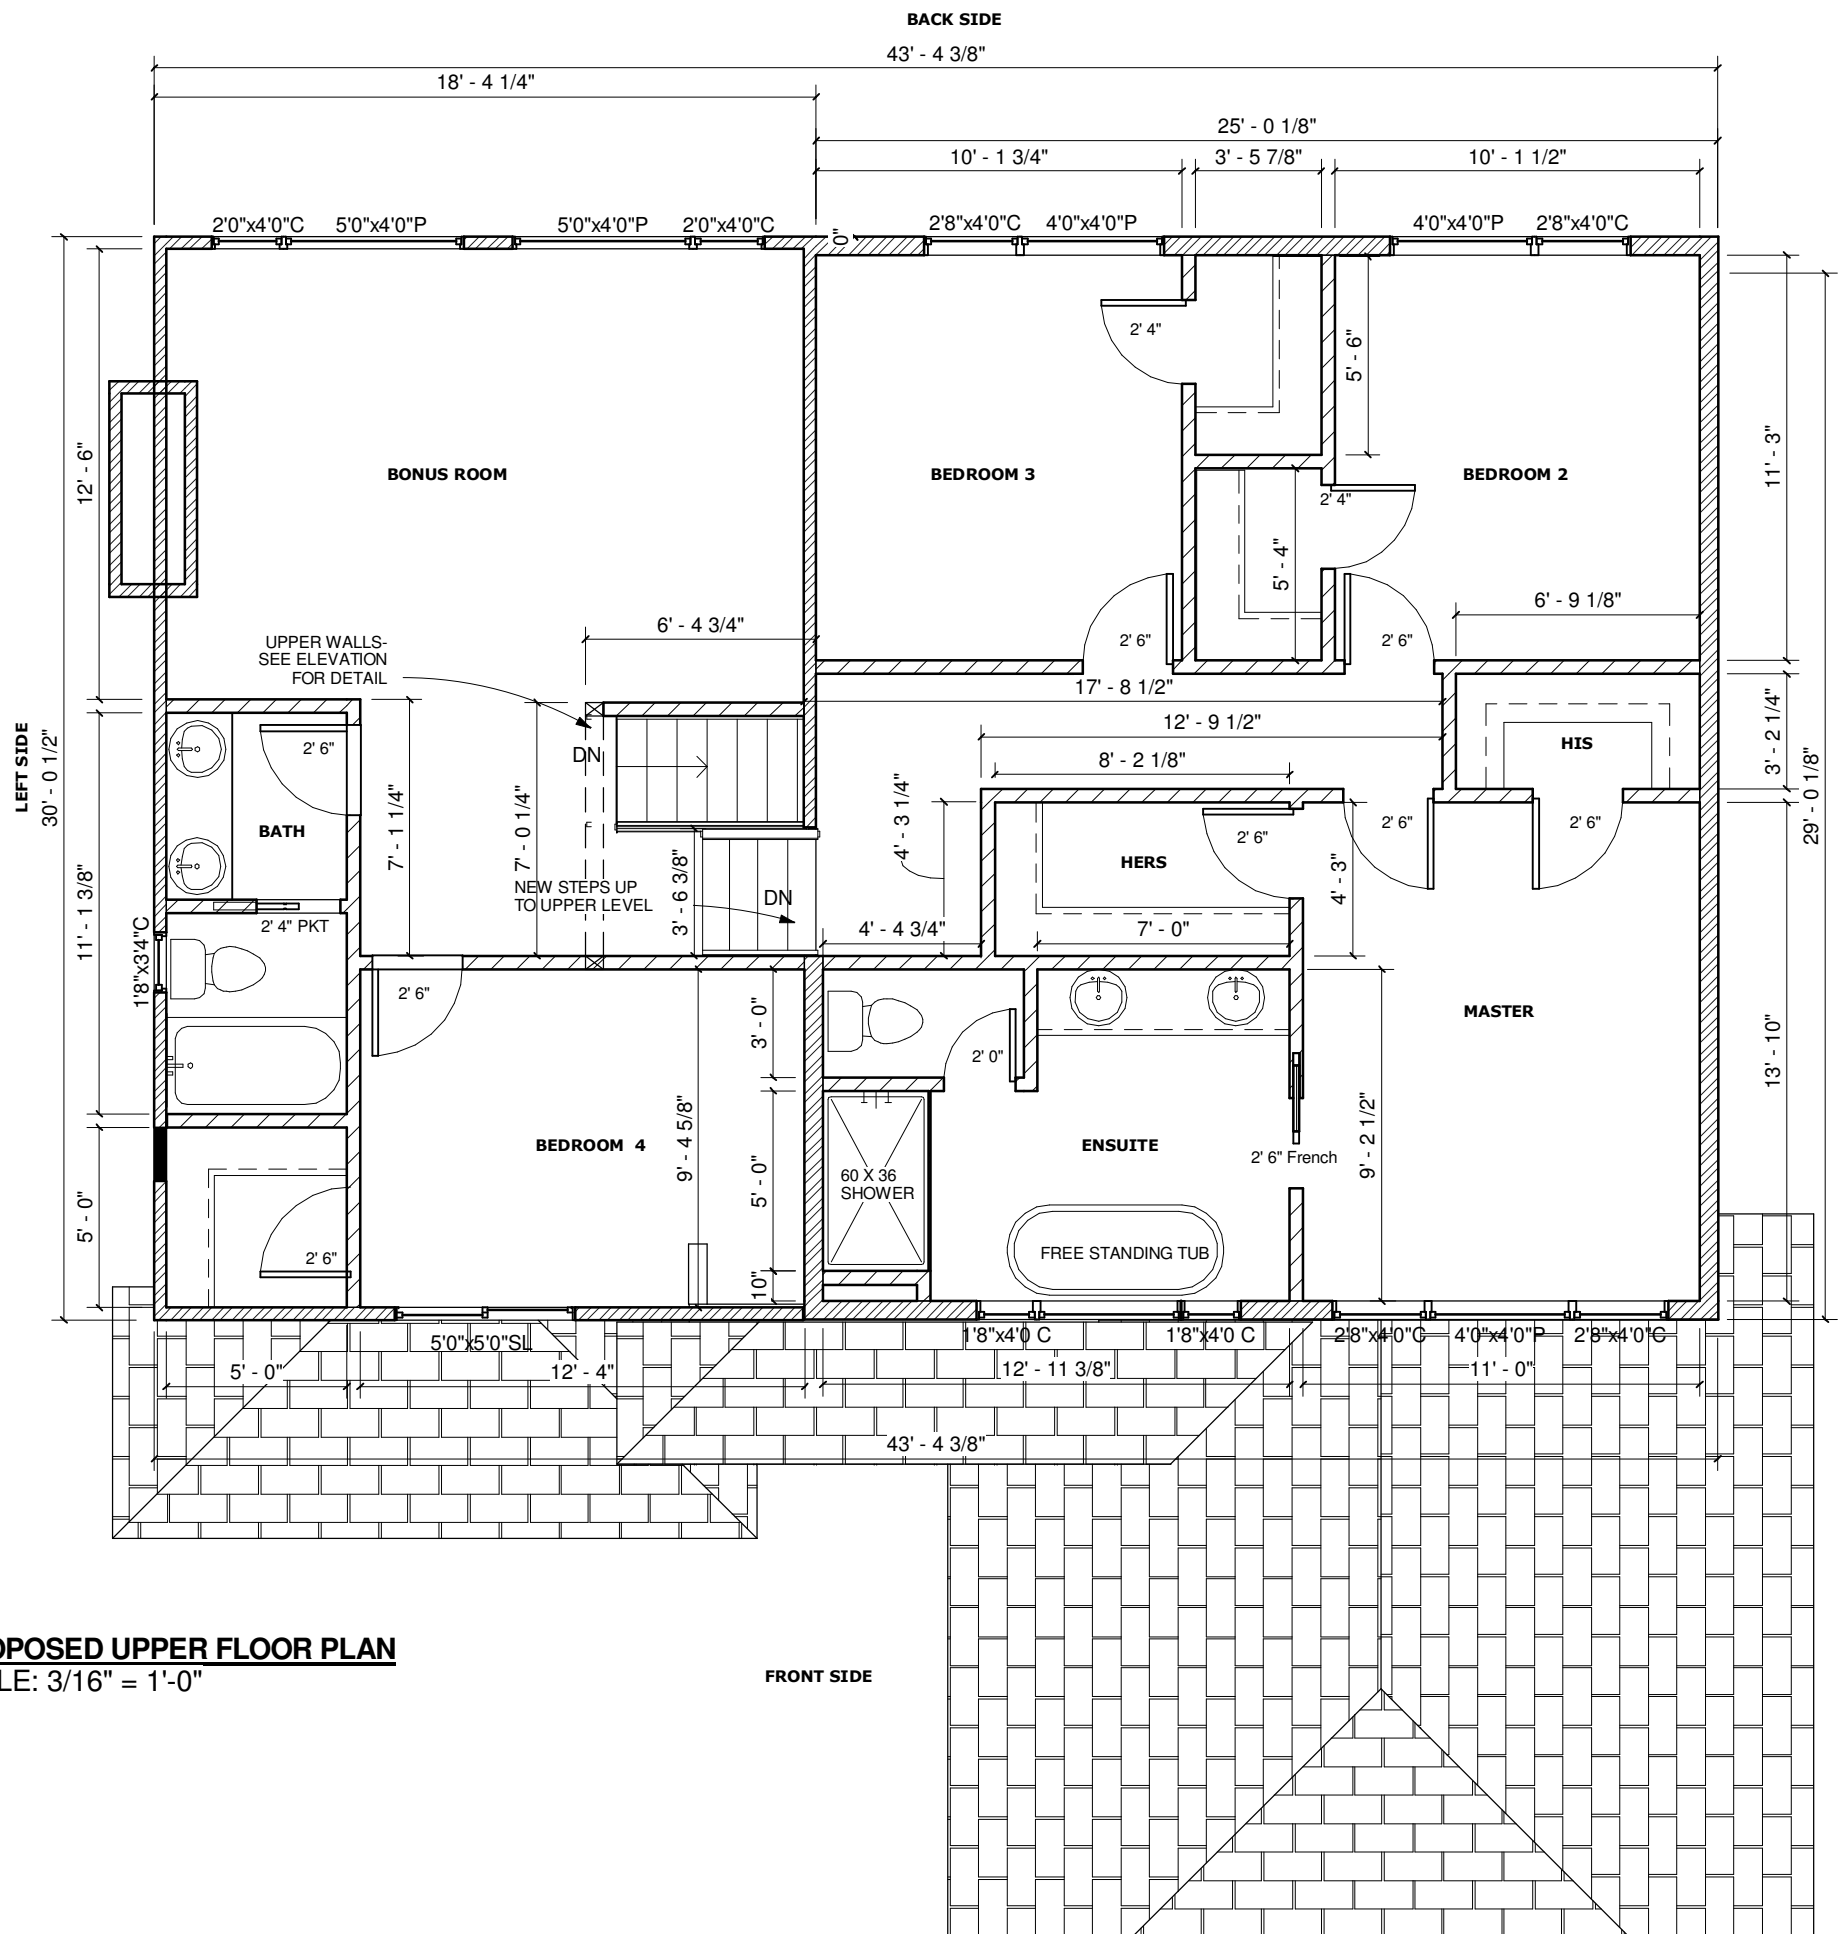 BACK SIDE
43' - 4 3/8"
18' - 4 1/4"
25' - 0 1/8"
10' - 1 3/4"
3' - 5 7/8"
10' - 1 1/2"
2'0"x4'0"C
5'0"x4'0"P
5'0"x4'0"P
2'0"x4'0"C
0"
2'8"x4'0"C
4'0"x4'0"P
4'0"x4'0"P
2'8"x4'0"C
2' 4"
5' - 6"
11' - 3"
12' - 6"
BONUS ROOM
BEDROOM 3
BEDROOM 2
2' 4"
5' - 4"
6' - 9 1/8"
6' - 4 3/4"
2' 6"
2' 6"
UPPER WALLS-
SEE ELEVATION
FOR DETAIL
17' - 8 1/2"
12' - 9 1/2"
8' - 2 1/8"
HIS
3' - 2 1/4"
LEFT SIDE
30' - 0 1/2"
29' - 0 1/8"
2' 6"
DN
BATH
7' - 1 1/4"
7' - 0 1/4"
4' - 3 1/4"
2' 6"
2' 6"
2' 6"
HERS
4' - 3"
3' - 6 3/8"
NEW STEPS UP
TO UPPER LEVEL
DN
11' - 1 3/8"
2' 4" PKT
4' - 4 3/4"
7' - 0"
1'8"x3'4"C
2' 6"
3' - 0"
2' 0"
MASTER
13' - 10"
9' - 4 5/8"
BEDROOM 4
ENSUITE
9' - 2 1/2"
2' 6" French
5' - 0"
60 X 36
SHOWER
5' - 0"
2' 6"
FREE STANDING TUB
10"
5'0"x5'0"SL
1'8"x4'0 C
1'8"x4'0 C
2'8"x4'0"C
4'0"x4'0"P
2'8"x4'0"C
5' - 0"
12' - 4"
12' - 11 3/8"
11' - 0"
43' - 4 3/8"
OPOSED UPPER FLOOR PLAN
LE: 3/16" = 1'-0"
FRONT SIDE